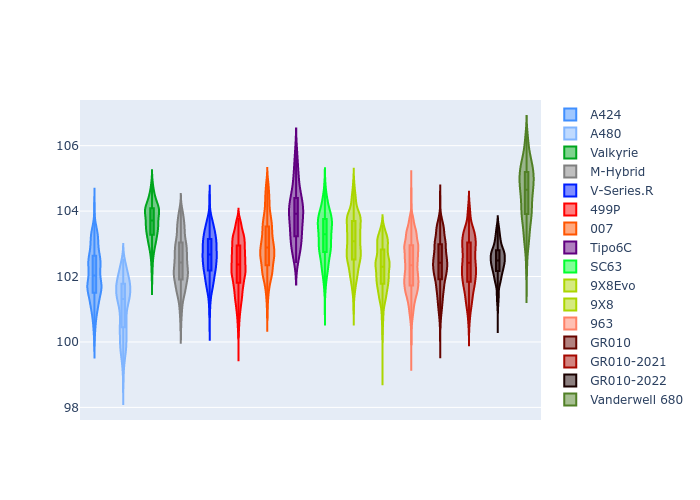 106
104
102
100
98
A424
A480
Valkyrie
M-Hybrid
V-Series.R
499P
007
Tipo6C
SC63
9X8Evo
9X8
963
GR010
GR010-2021
GR010-2022
Vanderwell 680